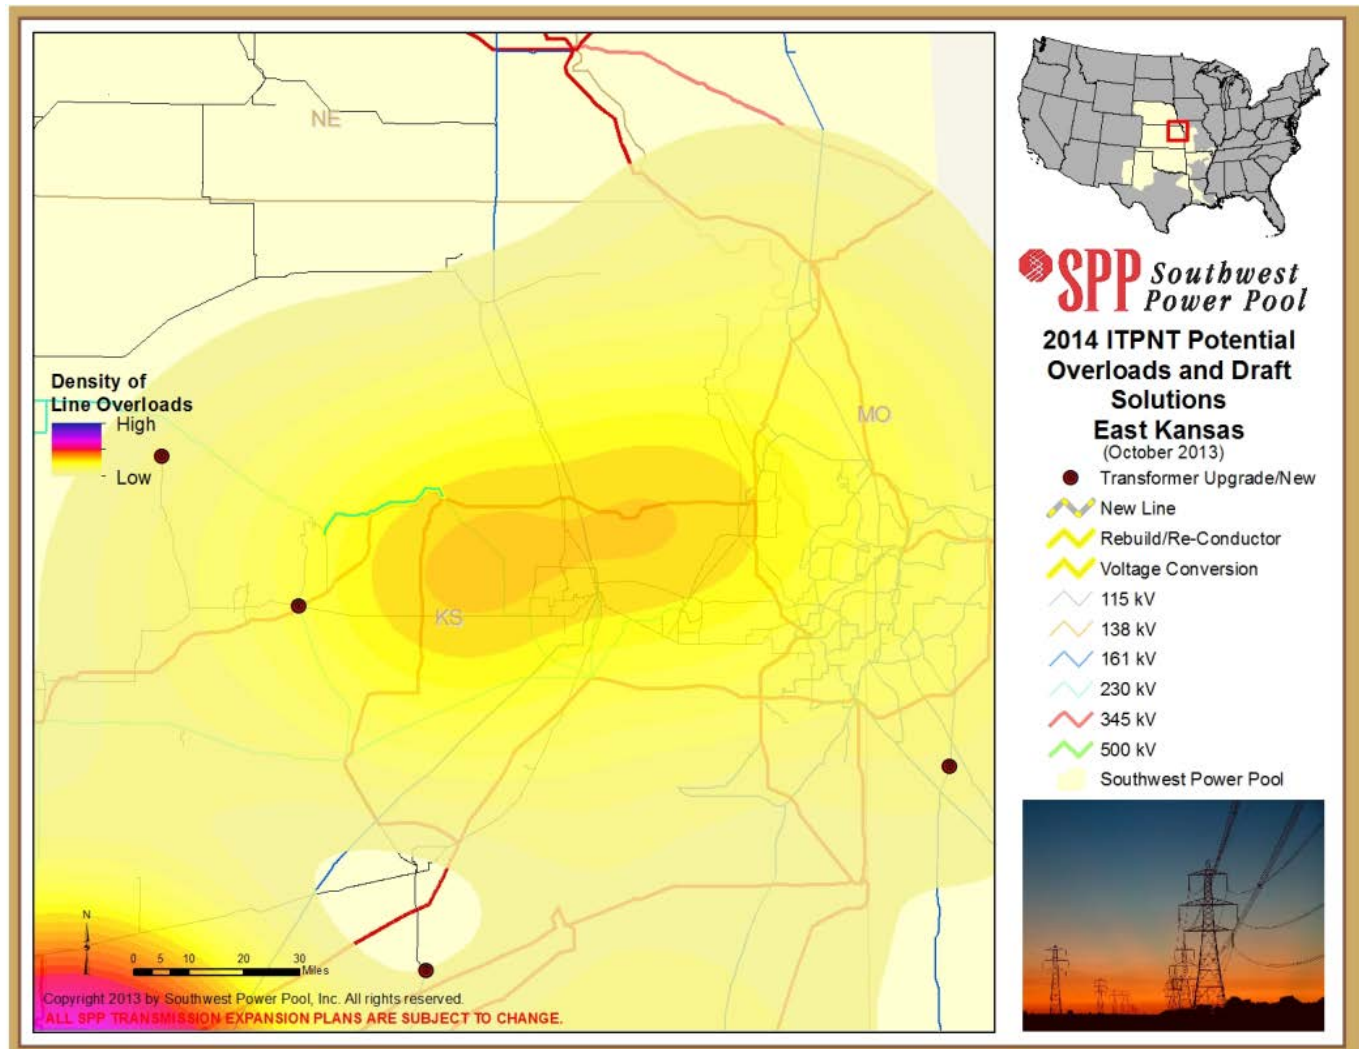 NE
MO
KS
Density of
Line Overloads
High
Low
N
0 5 10 20 30
Miles
Copyright 2013 by Southwest Power Pool, Inc. All rights reserved.
ALL SPP TRANSMISSION EXPANSION PLANS ARE SUBJECT TO CHANGE.
SPP Southwest
Power Pool
2014 ITPNT Potential
Overloads and Draft
Solutions
East Kansas
(October 2013)
Transformer Upgrade/New
New Line
Rebuild/Re-Conductor
Voltage Conversion
115 kV
138 kV
161 kV
230 kV
345 kV
500 kV
Southwest Power Pool